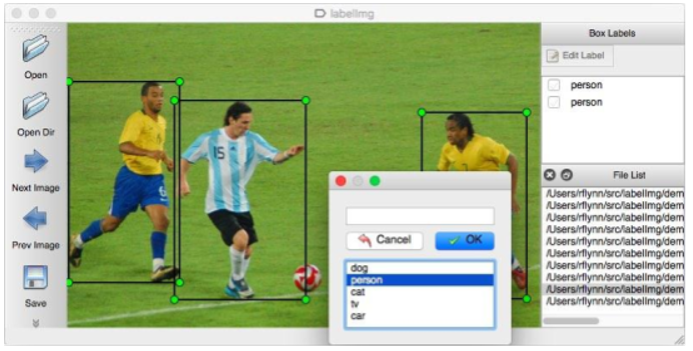 labelImg
Open
Open Dir
Next Image
Prev Image
Save
15
6
Cancel
OK
dog
person
cat
tv
car
Box Labels
Edit Label
person
person
File List
/Users/rflynn/src/labelImg/dem
/Users/rflynn/src/labelImg/dem
/Users/rflynn/src/labelImg/dem
/Users/rflynn/src/labelImg/dem
/Users/rflynn/src/labelImg/dem
/Users/rflynn/src/labelImg/dem
/Users/rflynn/src/labelImg/dem
/Users/rflynn/src/labelImg/dem
/Users/rflynn/src/labelImg/dem
/Users/rflynn/src/labelImg/dem